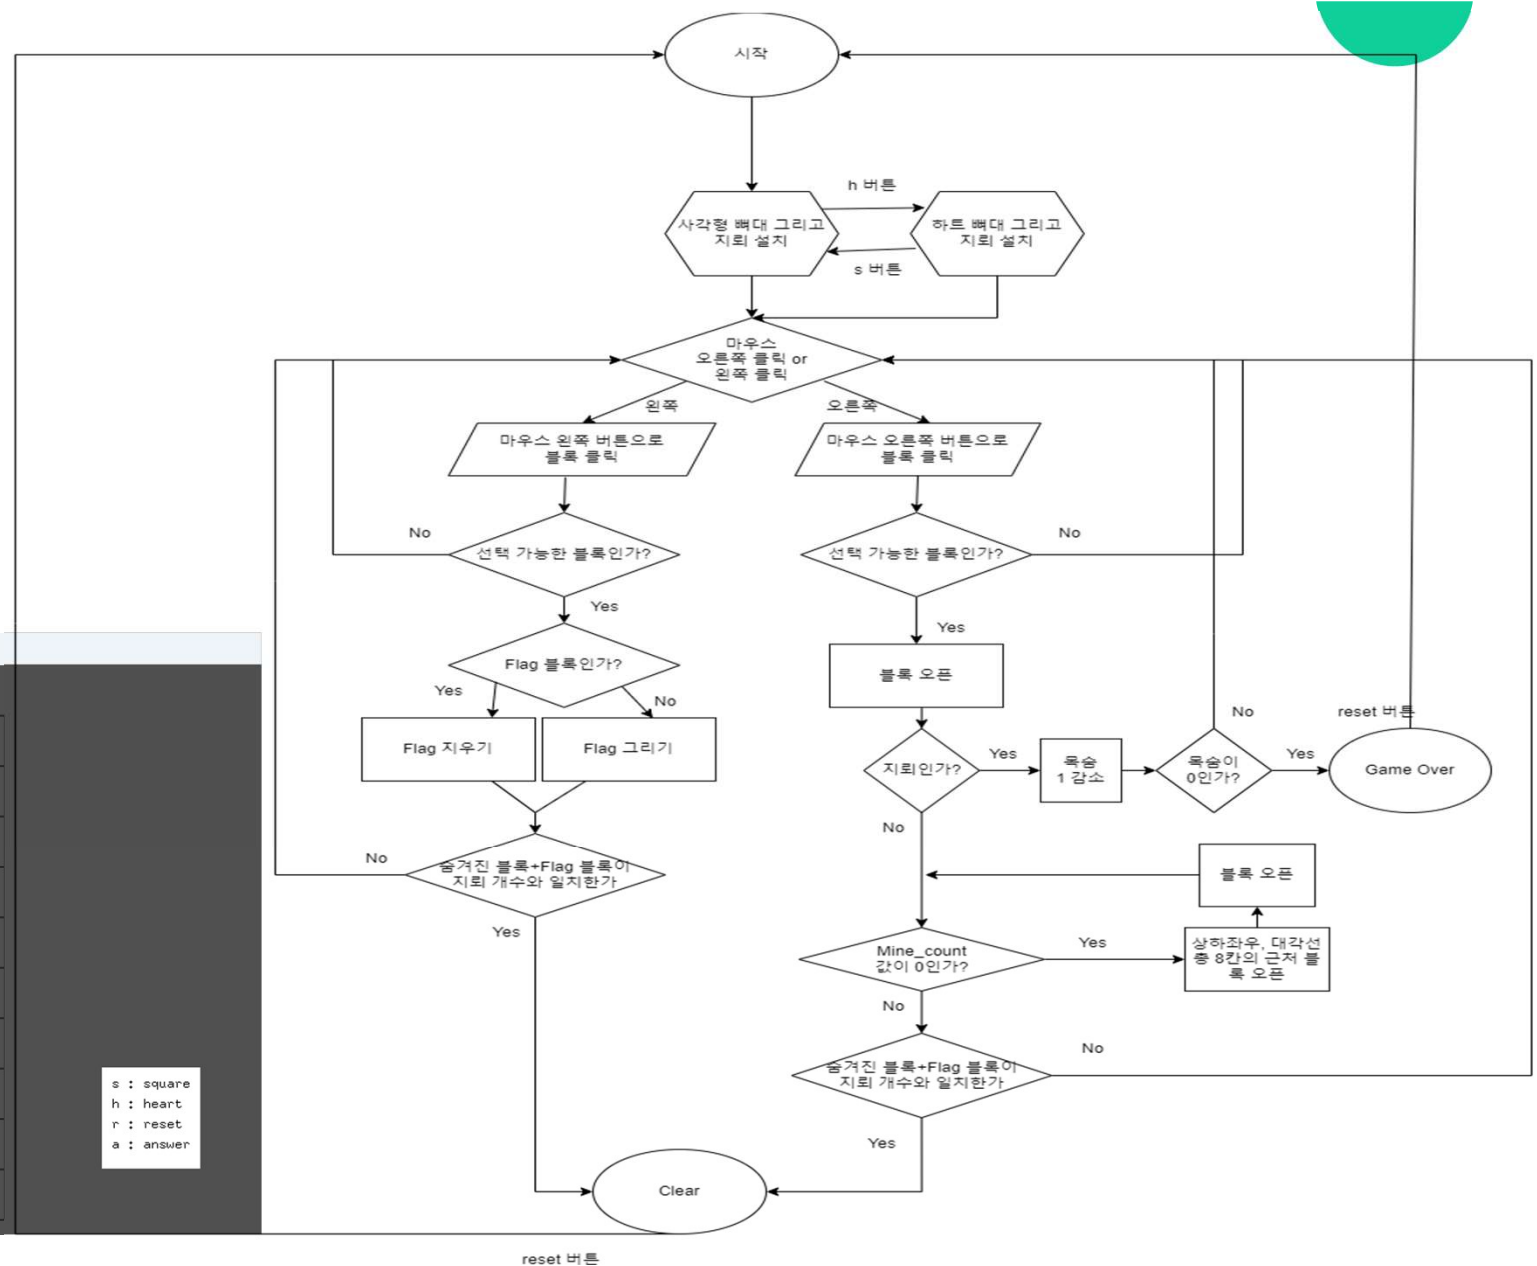 시작
h 버튼
사각형 뼈대 그리고
지뢰 설치
하트 뼈대 그리고
지뢰 설치
s 버튼
마우스
오른쪽 클릭 or
왼쪽 클릭
왼쪽
오른쪽
마우스 왼쪽 버튼으로
블록 클릭
마우스 오른쪽 버튼으로
블록 클릭
No
선택 가능한 블록인가?
Yes
No
선택 가능한 블록인가?
Yes
Flag 블록인가?
Yes
No
Flag 지우기
Flag 그리기
블록 오픈
지뢰인가?
Yes
목숨
1 감소
목숨이
0인가?
No
Yes
reset 버튼
Game Over
No
No
숨겨진 블록+Flag 블록이
지뢰 개수와 일치한가
Yes
블록 오픈
Mine_count
값이 0인가?
Yes
상하좌우, 대각선
총 8칸의 근처 블
록 오픈
No
숨겨진 블록+Flag 블록이
지뢰 개수와 일치한가
No
Yes
s : square
h : heart
r : reset
a : answer
Clear
reset 버튼